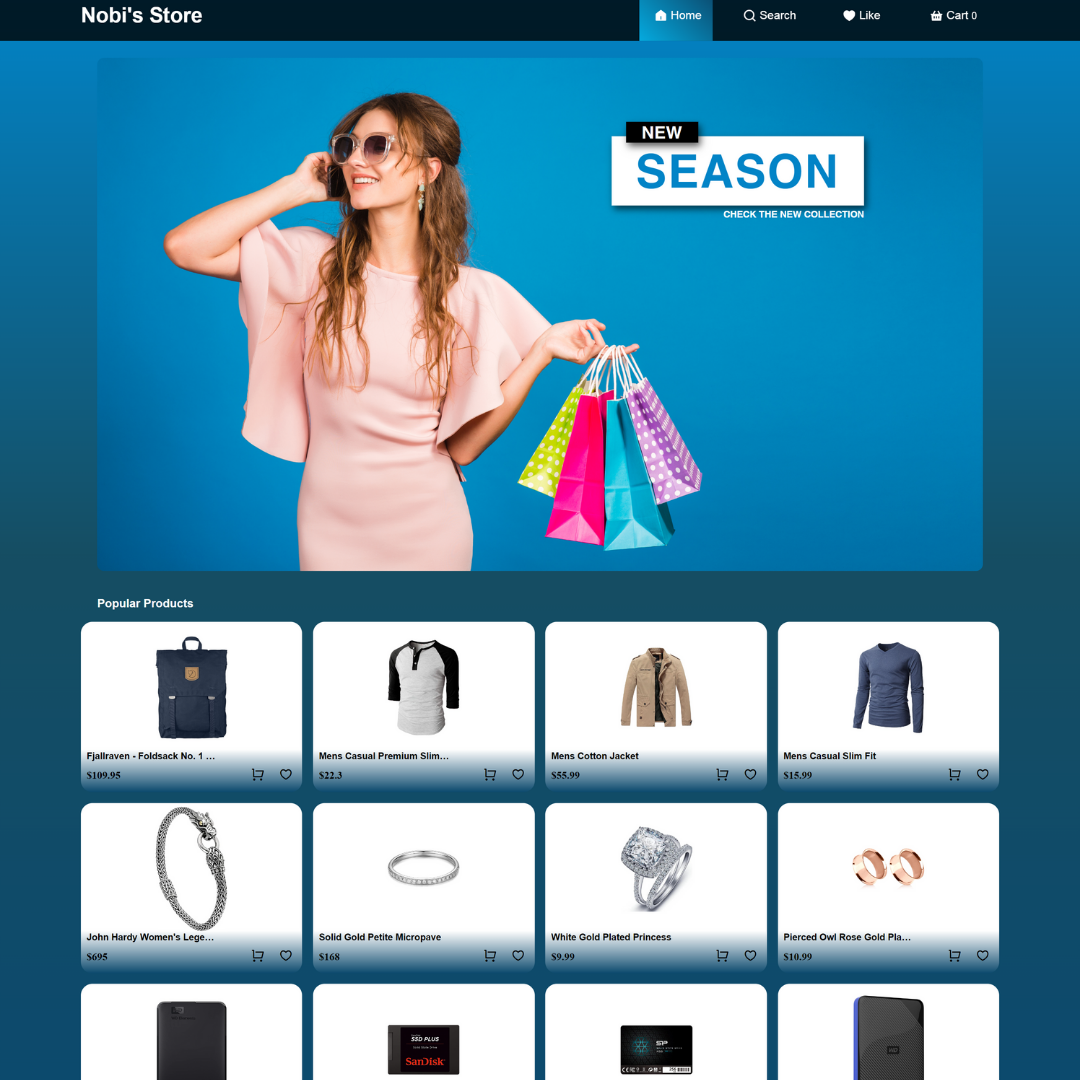 Nobi's Store
Home
Search
Like
Cart 0
NEW
SEASON
CHECK THE NEW COLLECTION
Popular Products
Fjallraven - Foldsack No. 1 ...
$109.95
Mens Casual Premium Slim...
$22.3
Mens Cotton Jacket
$55.99
Mens Casual Slim Fit
$15.99
John Hardy Women's Lege...
$695
Solid Gold Petite Micropave
$168
White Gold Plated Princess
$9.99
Pierced Owl Rose Gold Pla...
$10.99
SSD PLUS
SanDisk
SP
WD